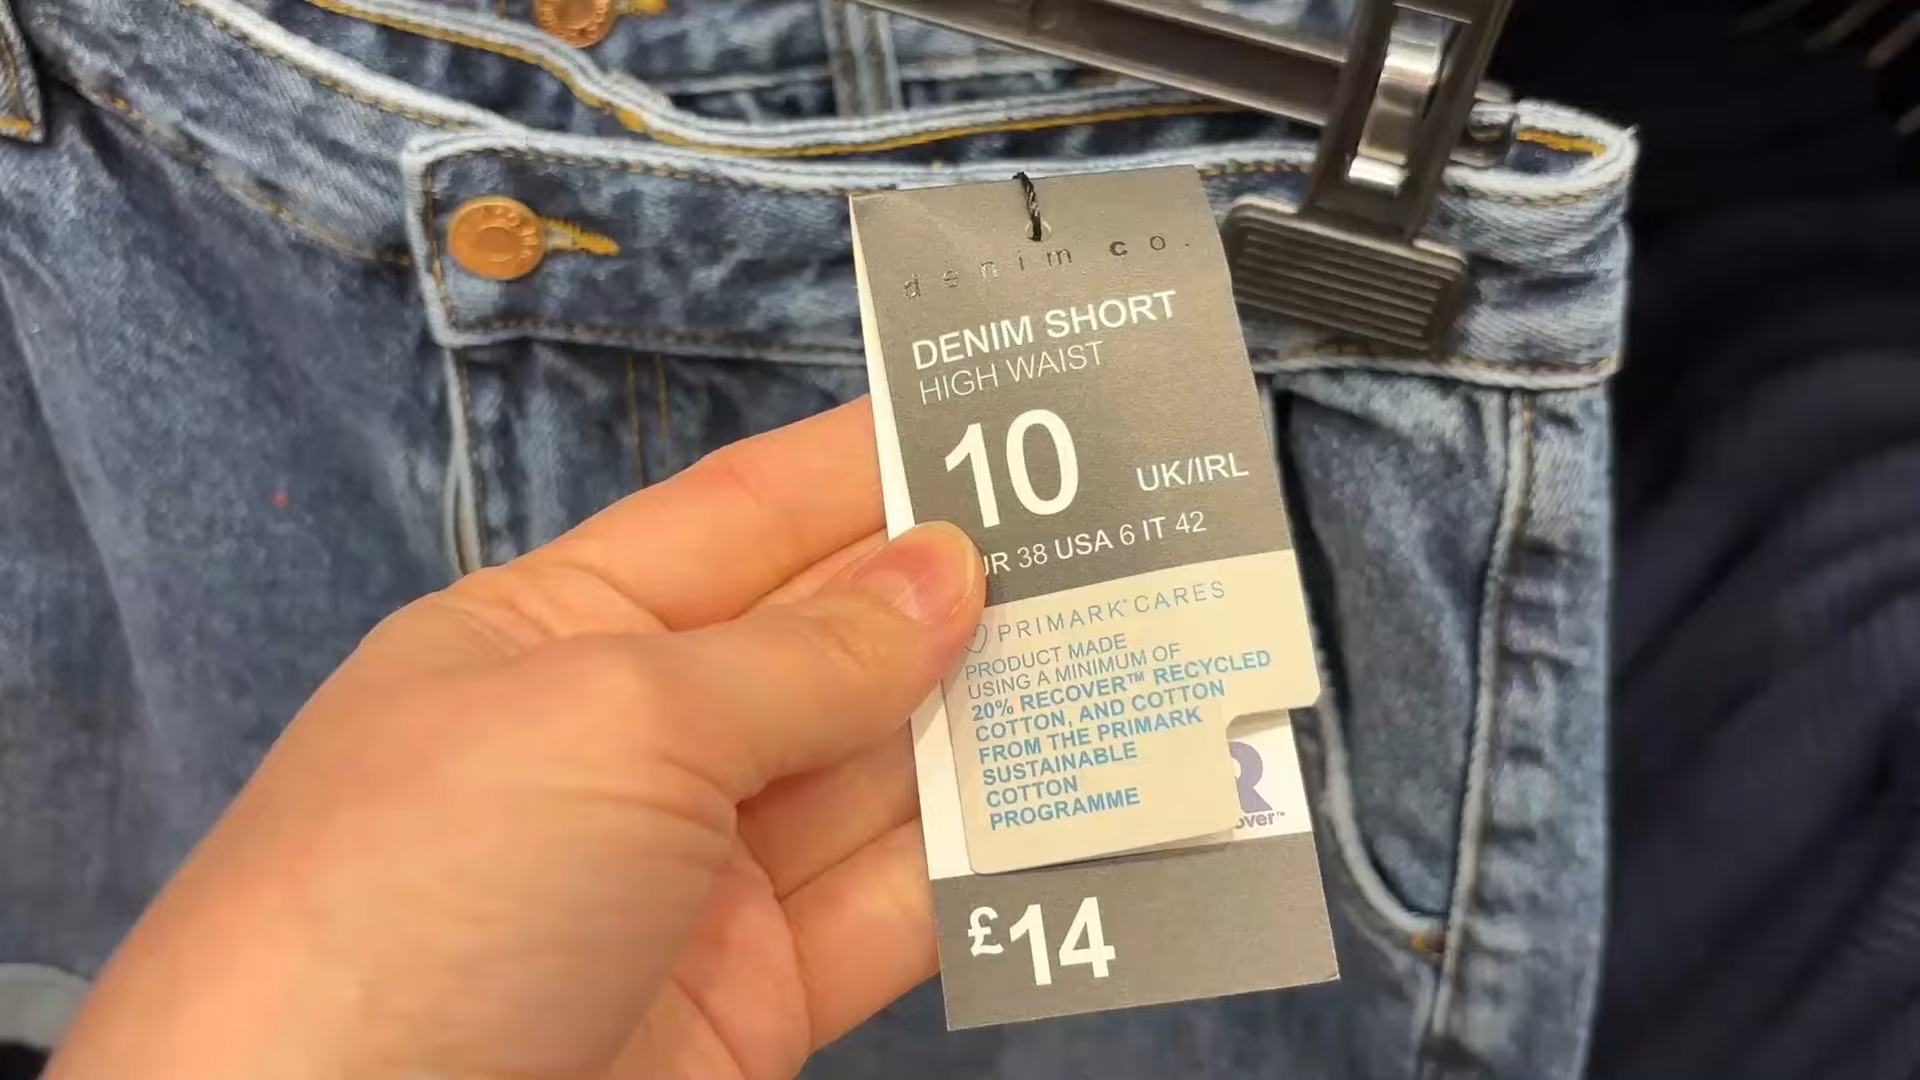 denim co.
DENIM SHORT
HIGH WAIST
10 UK/IRL
38 USA 6 IT 42
PRIMARK® CARES
PRODUCT MADE
USING A MINIMUM OF
20% RECOVER™ RECYCLED
COTTON, AND COTTON
FROM THE PRIMARK
SUSTAINABLE
COTTON
PROGRAMME
£14